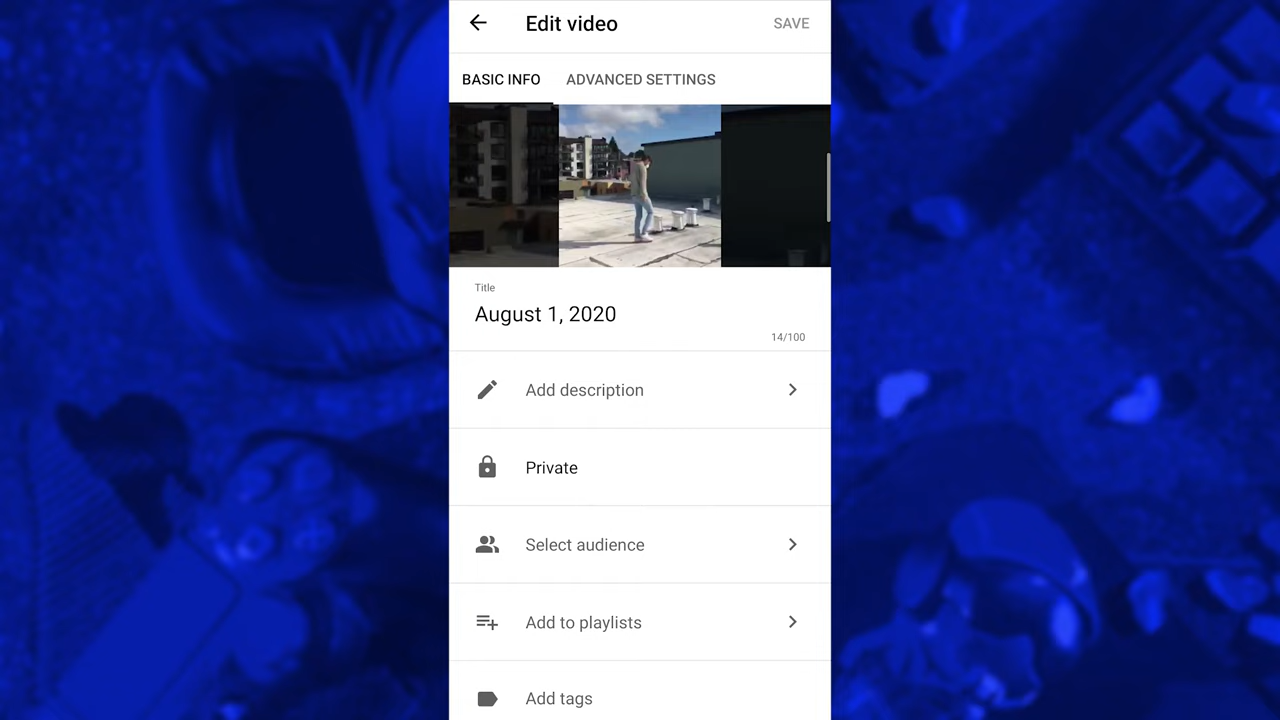 Edit video
SAVE
BASIC INFO
ADVANCED SETTINGS
Title
August 1, 2020
14/100
Add description
Private
Select audience
Add to playlists
Add tags